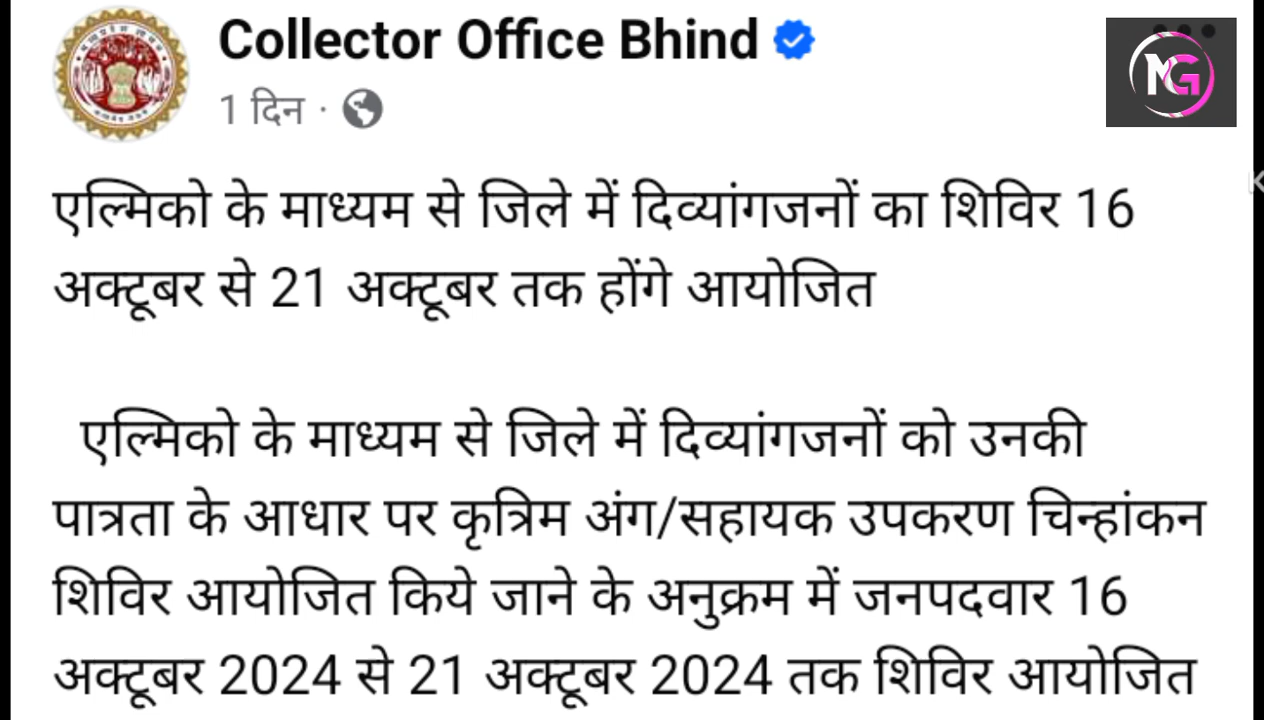 Collector Office Bhind
1 दिन ·
MG
एल्मिको के माध्यम से जिले में दिव्यांगजनों का शिविर 16
अक्टूबर से 21 अक्टूबर तक होंगे आयोजित
एल्मिको के माध्यम से जिले में दिव्यांगजनों को उनकी
पात्रता के आधार पर कृत्रिम अंग/सहायक उपकरण चिन्हांकन
शिविर आयोजित किये जाने के अनुक्रम में जनपदवार 16
अक्टूबर 2024 से 21 अक्टूबर 2024 तक शिविर आयोजित